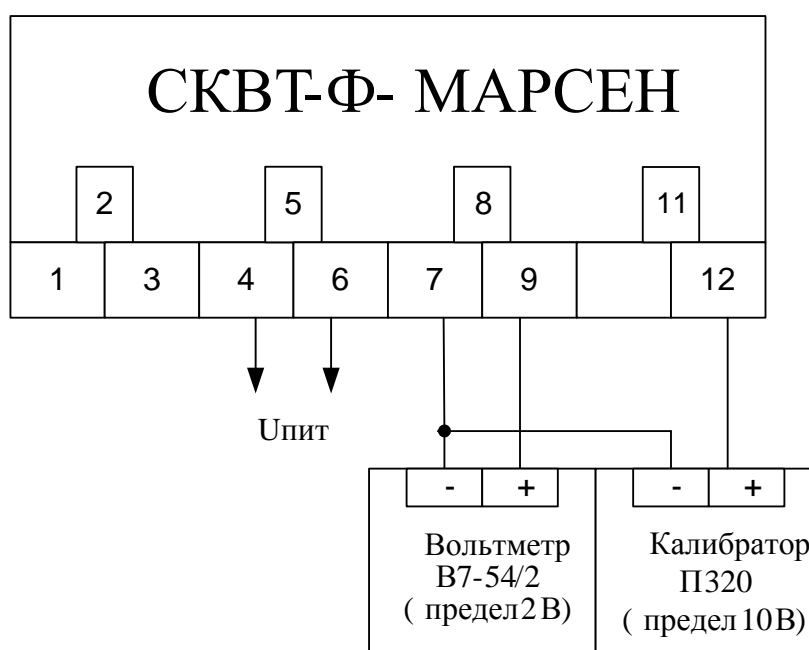 СКВТ-Ф- МАРСЕН
2 5 8 11
1 3 4 6 7 9 12
Uпит
- + - +
Вольтметр
В7-54/2
( предел 2 В)
Калибратор
П320
( предел 10 В)